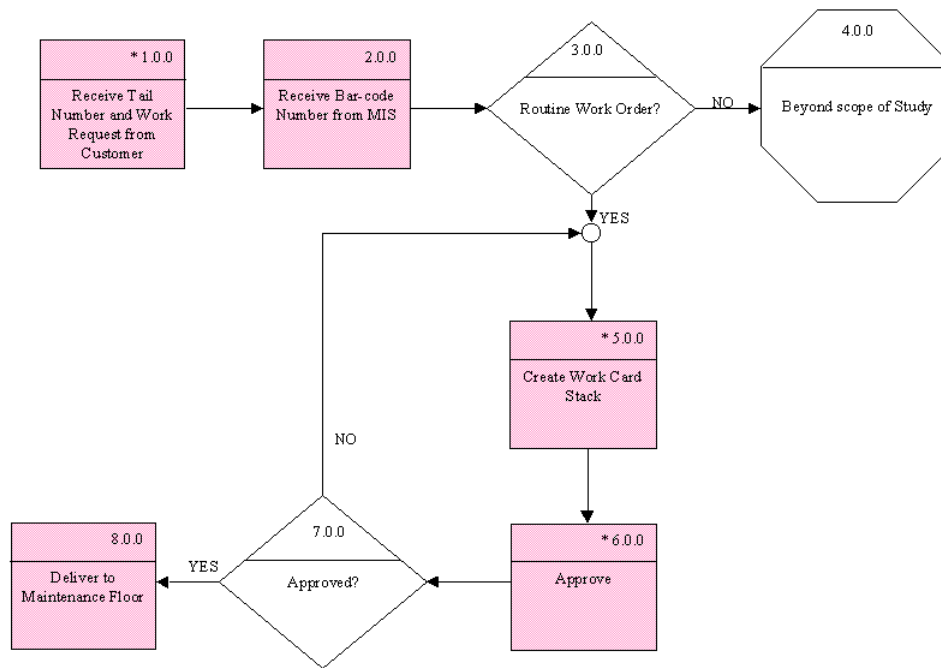 * 1.0.0
Receive Tail
Number and Work
Request from
Customer
2.0.0
Receive Bar-code
Number from MIS
3.0.0
Routine Work Order?
NO
4.0.0
Beyond scope of Study
YES
* 5.0.0
Create Work Card
Stack
NO
* 6.0.0
Approve
7.0.0
Approved?
YES
8.0.0
Deliver to
Maintenance Floor